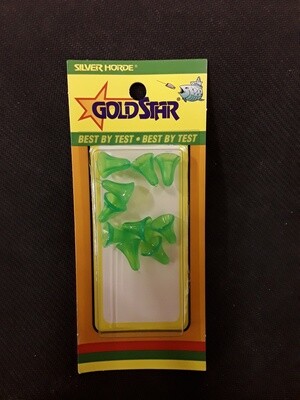 SILVER HORDE®
GOLD STAR®
BEST BY TEST • BEST BY TEST